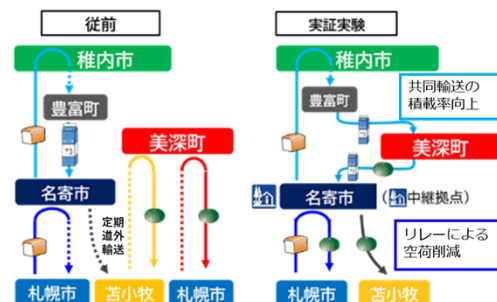 従前
稚内市
豊富町
美深町
名寄市
定期
道外
輸送
札幌市
苫小牧
札幌市
実証実験
稚内市
共同輸送の
積載率向上
豊富町
美深町
名寄市
(中継拠点)
リレーによる
空荷削減
札幌市
苫小牧